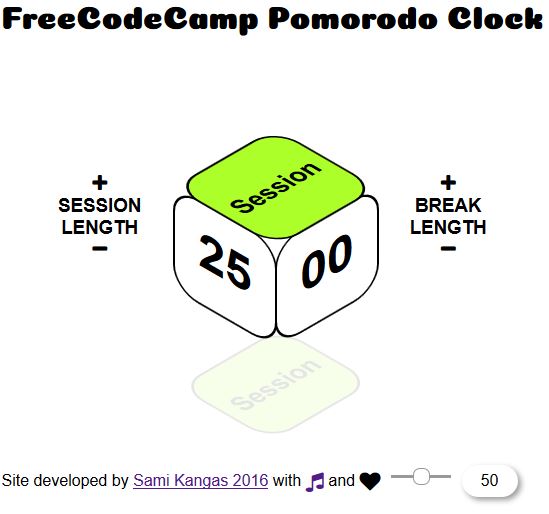 FreeCodeCamp Pomorodo Clock
Session
+ +
SESSION LENGTH
BREAK LENGTH
− −
25 00
Session
Site developed by Sami Kangas 2016 with and 50